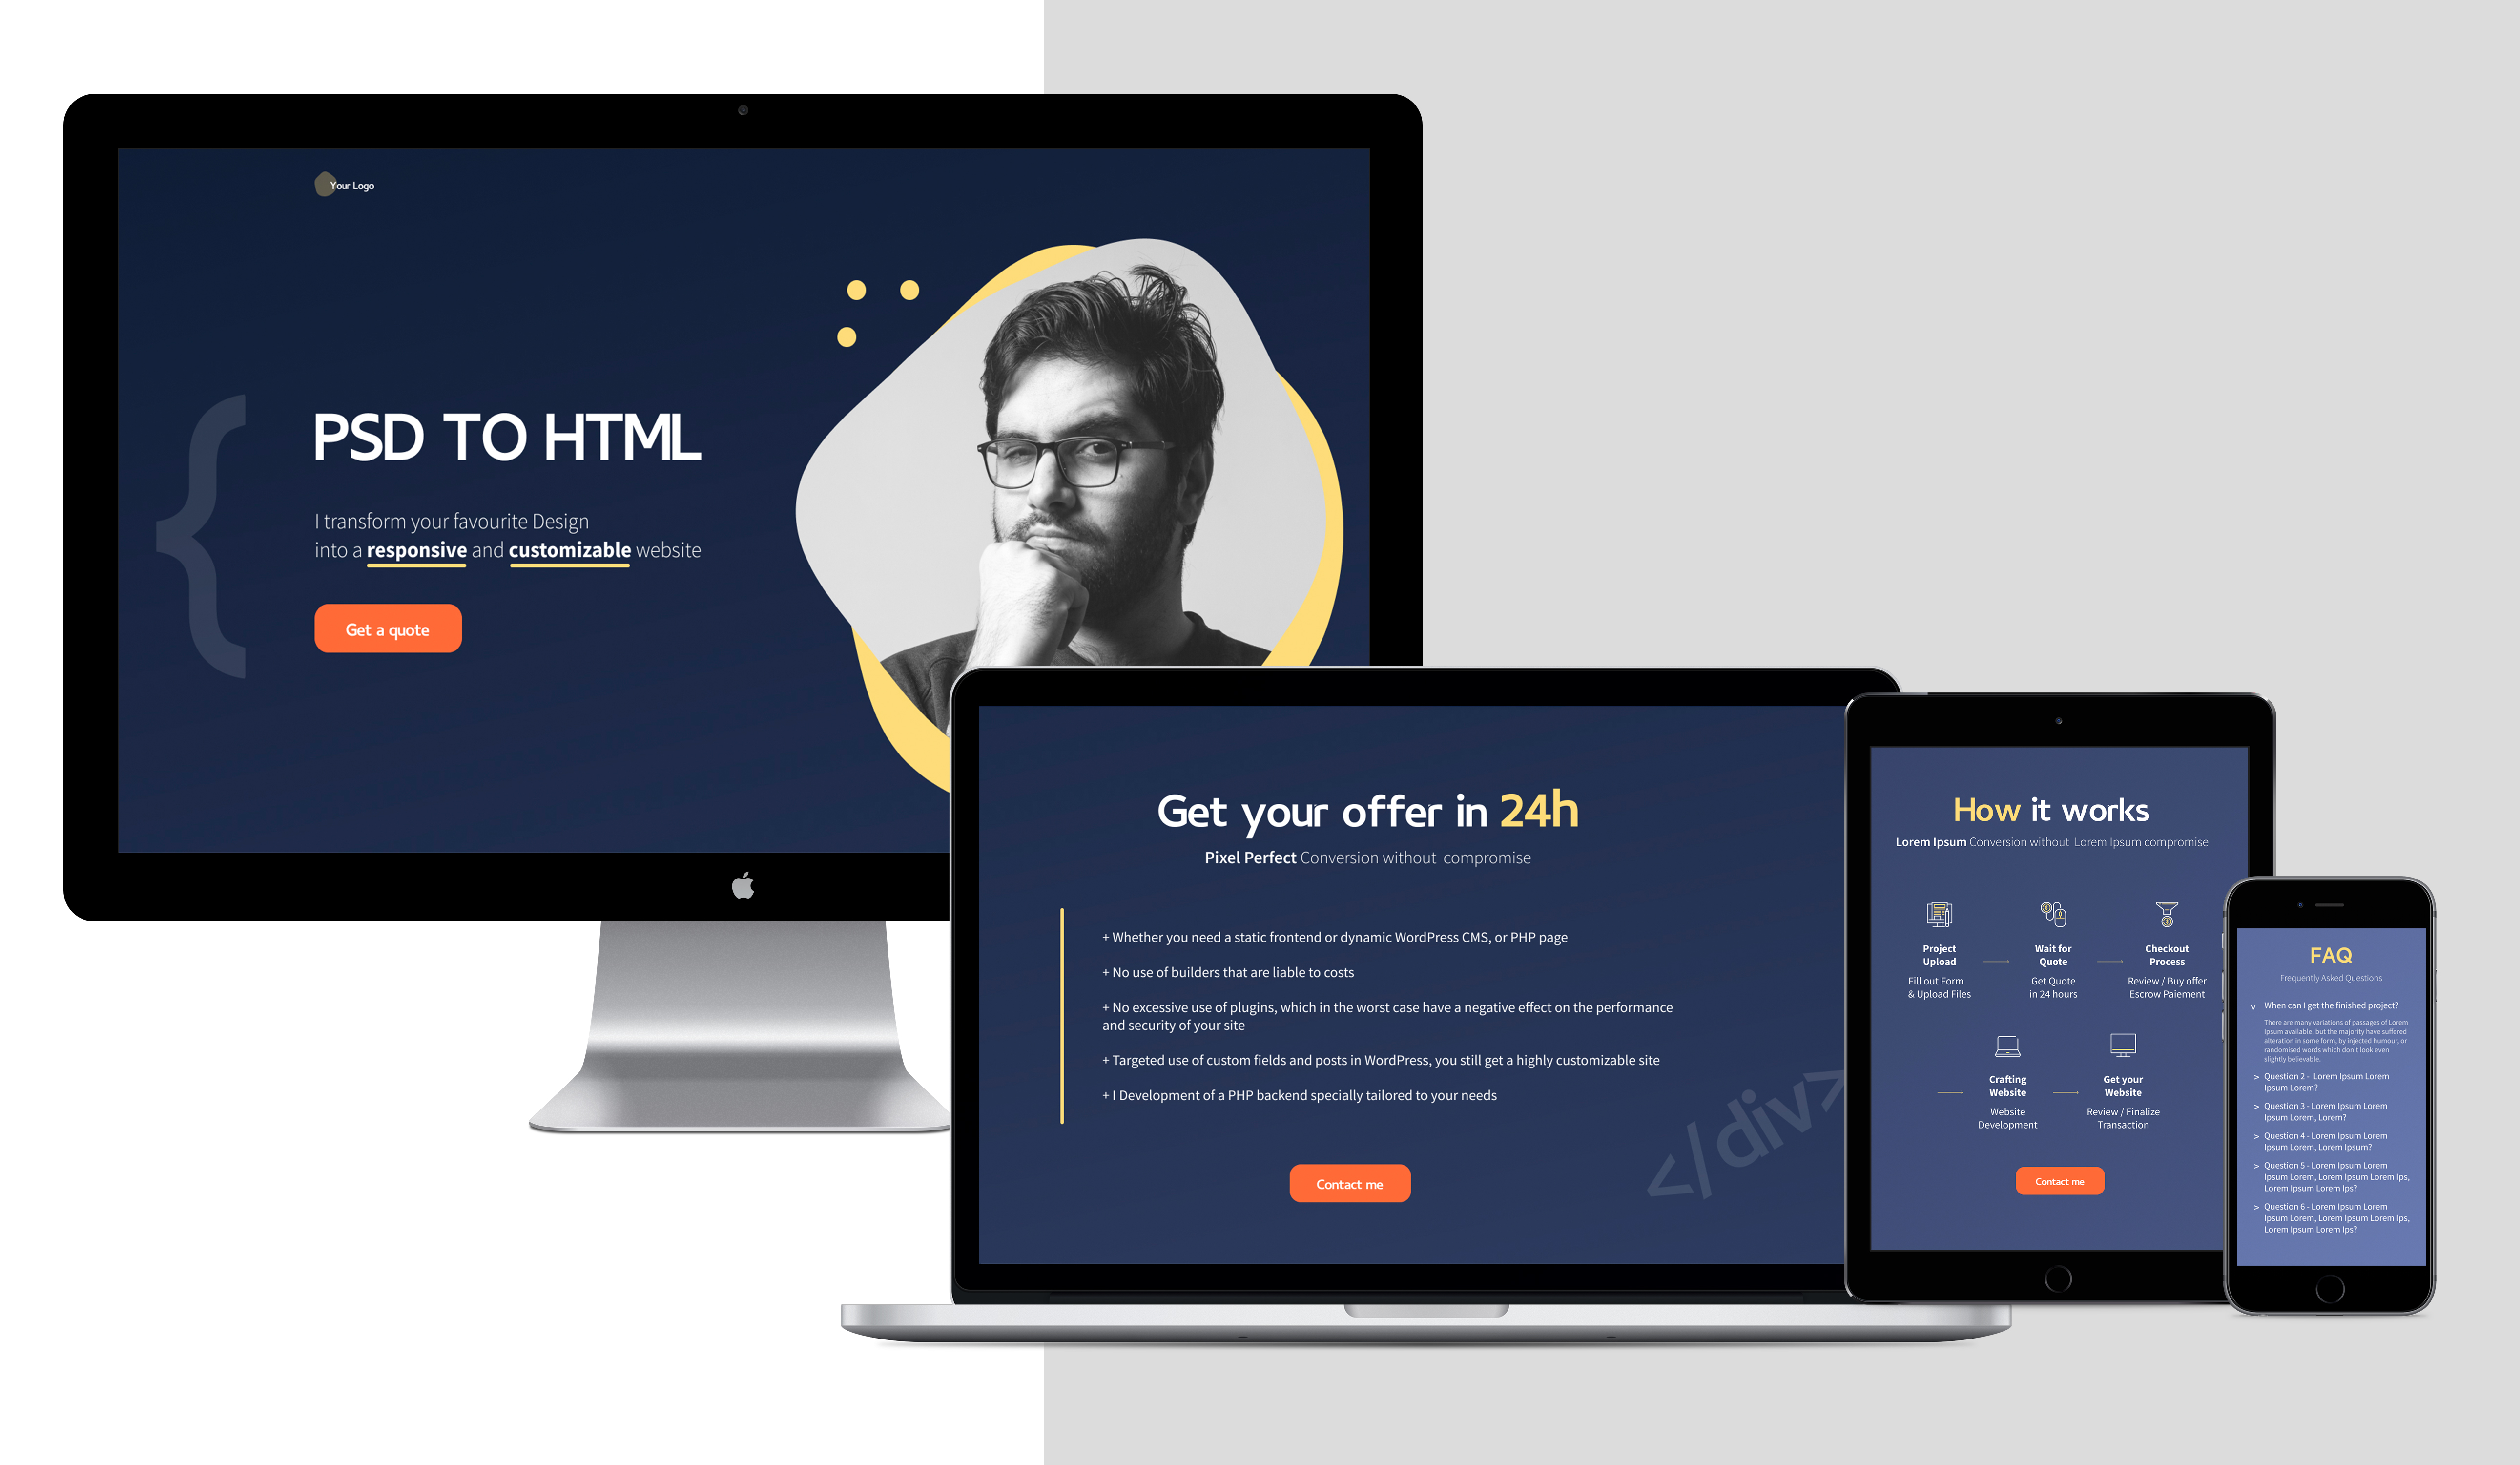 Your Logo
{
PSD TO HTML
I transform your favourite Design
into a responsive and customizable website
Get a quote
Get your offer in 24h
Pixel Perfect Conversion without compromise
+ Whether you need a static frontend or dynamic WordPress CMS, or PHP page
+ No use of builders that are liable to costs
+ No excessive use of plugins, which in the worst case have a negative effect on the performance
and security of your site
+ Targeted use of custom fields and posts in WordPress, you still get a highly customizable site
+ I Development of a PHP backend specially tailored to your needs
</div>
Contact me
How it works
Lorem Ipsum Conversion without Lorem Ipsum compromise
Project
Upload
Fill out Form
& Upload Files
Wait for
Quote
Get Quote
in 24 hours
Checkout
Process
Review / Buy offer
Escrow Paiement
Crafting
Website
Website
Development
Get your
Website
Review / Finalize
Transaction
Contact me
FAQ
Frequently Asked Questions
v When can I get the finished project?
There are many variations of passages of Lorem
Ipsum available, but the majority have suffered
alteration in some form, by injected humour, or
randomised words which don't look even
slightly believable.
> Question 2 - Lorem Ipsum Lorem
Ipsum Lorem?
> Question 3 - Lorem Ipsum Lorem
Ipsum Lorem, Lorem?
> Question 4 - Lorem Ipsum Lorem
Ipsum Lorem, Lorem Ipsum?
> Question 5 - Lorem Ipsum Lorem
Ipsum Lorem, Lorem Ipsum Lorem Ips,
Lorem Ipsum Lorem Ips?
> Question 6 - Lorem Ipsum Lorem
Ipsum Lorem, Lorem Ipsum Lorem Ips,
Lorem Ipsum Lorem Ips?